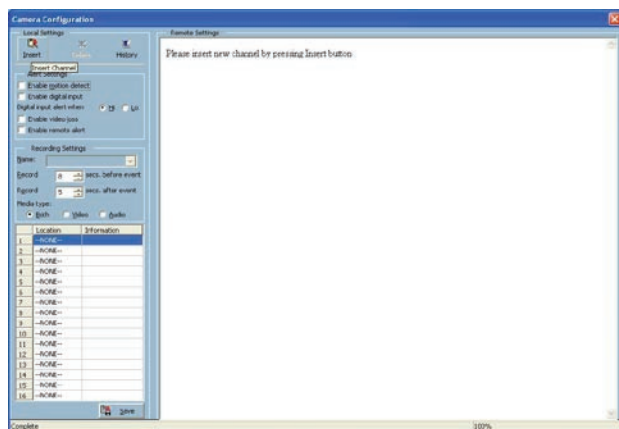 Camera Configuration
Local Settings
Insert
Delete
History
Insert Channel
Alert Settings
Enable motion detect
Enable digital input
Digital input alert when
Hi
Lo
Enable video loss
Enable remote alert
Recording Settings
Name:
Record 8 secs. before event
Record 5 secs. after event
Media type:
Both Video Audio
Location Information
1 --NONE--
2 --NONE--
3 --NONE--
4 --NONE--
5 --NONE--
6 --NONE--
7 --NONE--
8 --NONE--
9 --NONE--
10 --NONE--
11 --NONE--
12 --NONE--
13 --NONE--
14 --NONE--
15 --NONE--
16 --NONE--
Save
Remote Settings
Please insert new channel by pressing Insert button
Complete
100%